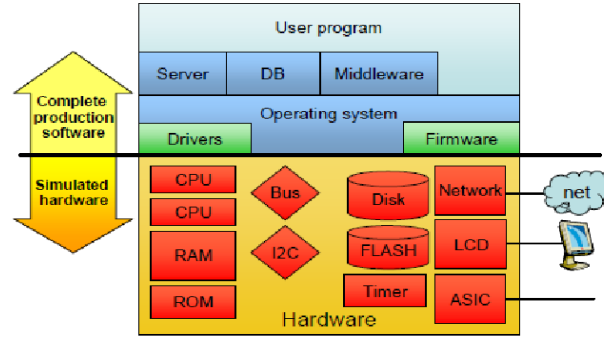 User program
Server
DB
Middleware
Operating system
Drivers
Firmware
Complete
production
software
Simulated
hardware
CPU
CPU
RAM
ROM
Bus
I2C
Disk
FLASH
Timer
Network
LCD
ASIC
net
Hardware